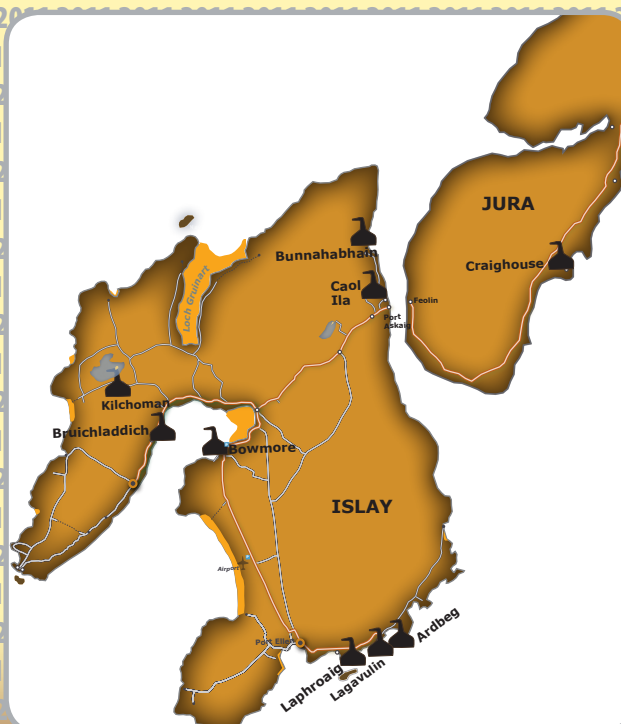 JURA
Bunnahabhain
Craighouse
Loch Gruinart
Caol
Ila
Feolin
Port
Askaig
Kilchoman
Bruichladdich
Bowmore
ISLAY
Airport
Port Ellen
Ardbeg
Laphroaig
Lagavulin